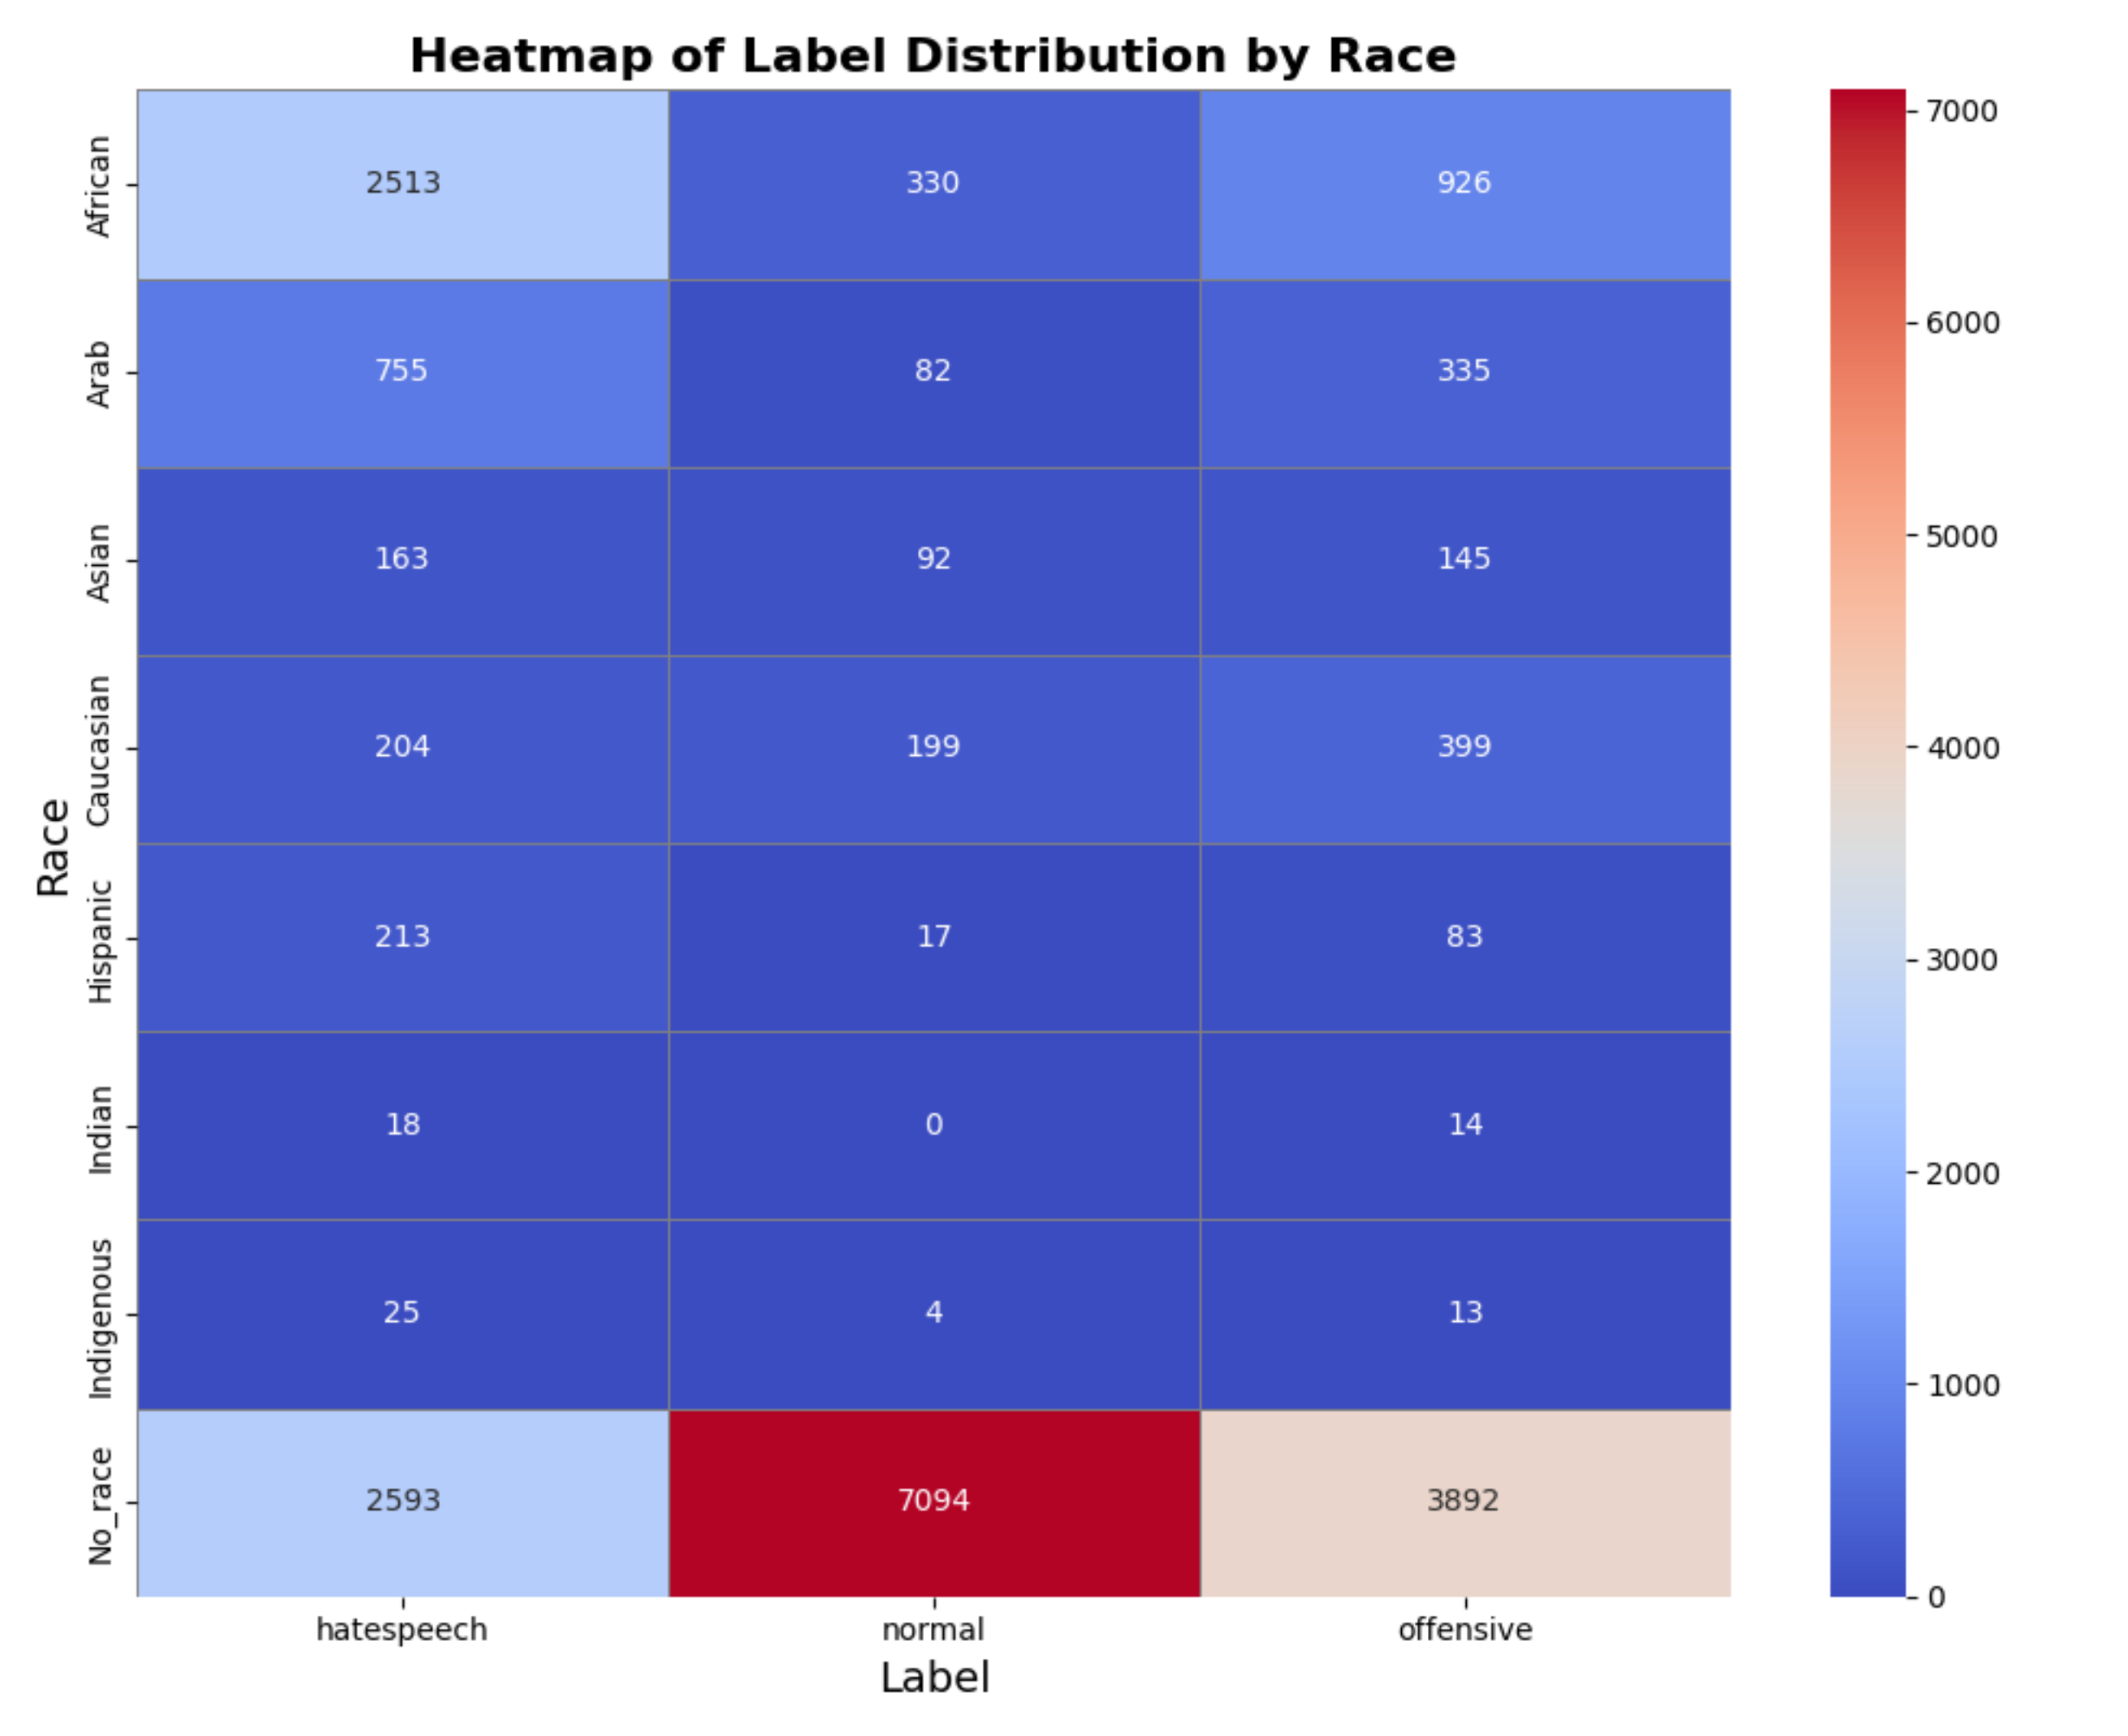 Heatmap of Label Distribution by Race
African
2513 330 926
Arab
755 82 335
Asian
163 92 145
Caucasian
204 199 399
Hispanic
213 17 83
Indian
18 0 14
Indigenous
25 4 13
No_race
2593 7094 3892
Race
hatespeech normal offensive
Label
7000
6000
5000
4000
3000
2000
1000
0